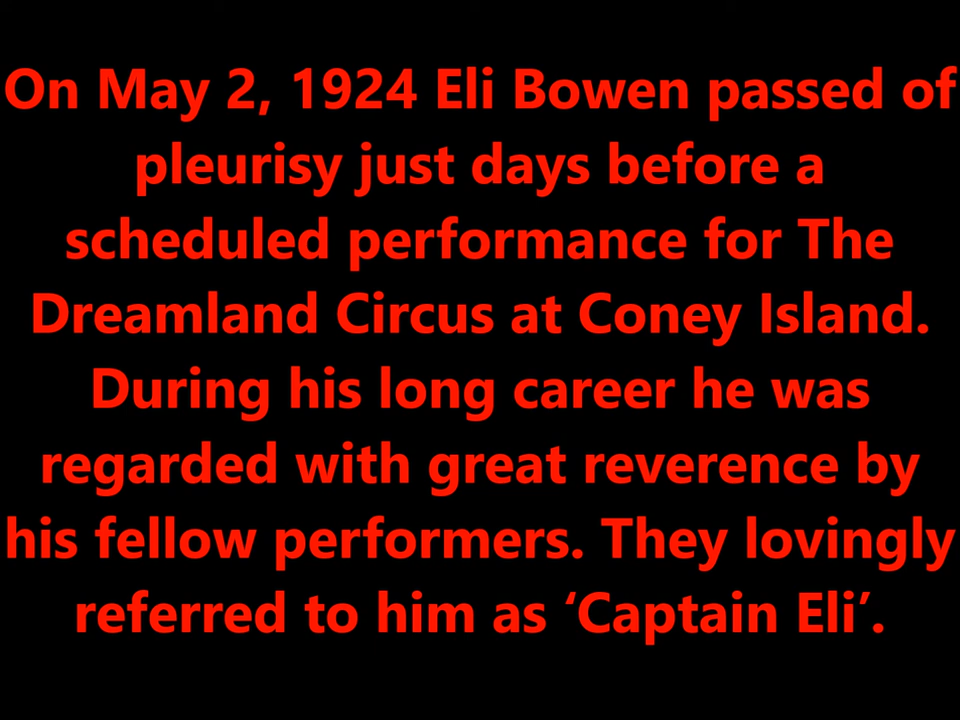 On May 2, 1924 Eli Bowen passed of
pleurisy just days before a
scheduled performance for The
Dreamland Circus at Coney Island.
During his long career he was
regarded with great reverence by
his fellow performers. They lovingly
referred to him as ‘Captain Eli’.